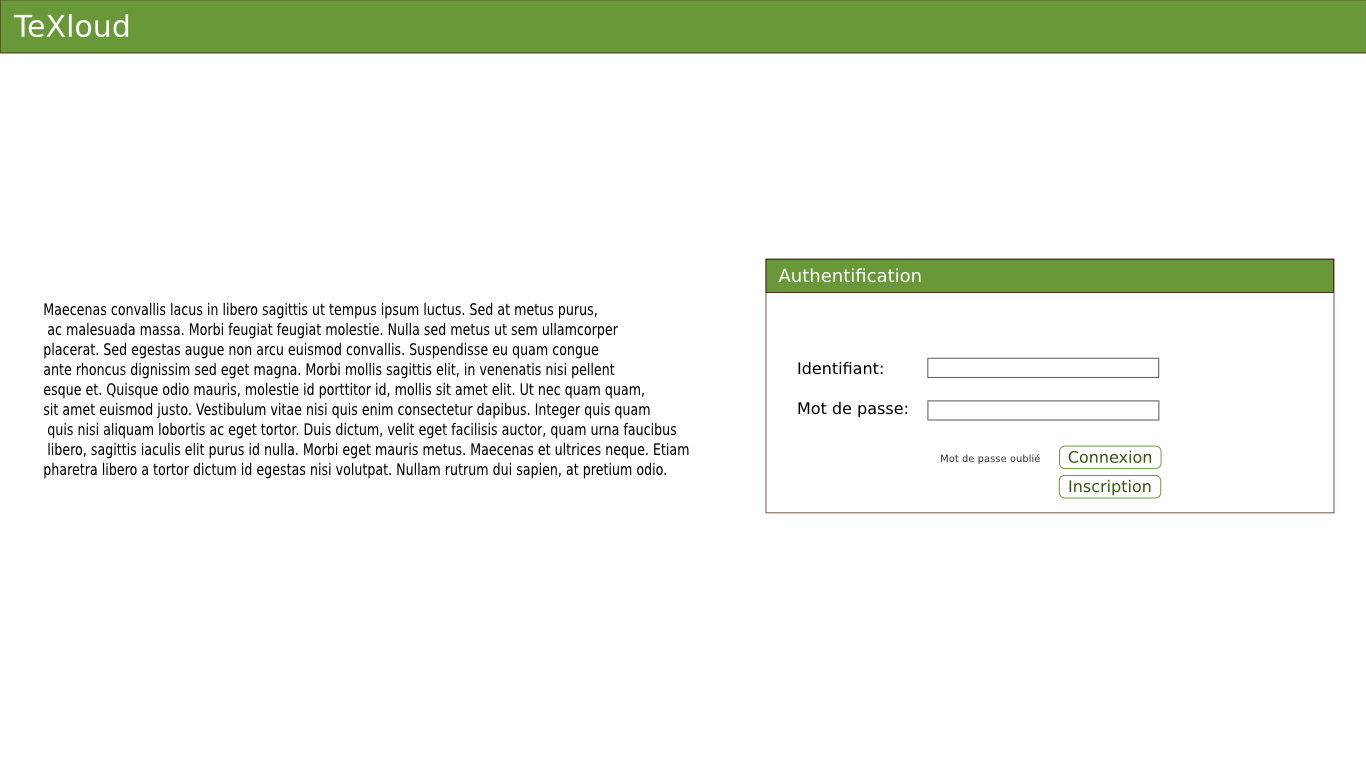 TeXloud
Maecenas convallis lacus in libero sagittis ut tempus ipsum luctus. Sed at metus purus,
ac malesuada massa. Morbi feugiat feugiat molestie. Nulla sed metus ut sem ullamcorper
placerat. Sed egestas augue non arcu euismod convallis. Suspendisse eu quam congue
ante rhoncus dignissim sed eget magna. Morbi mollis sagittis elit, in venenatis nisi pellent
esque et. Quisque odio mauris, molestie id porttitor id, mollis sit amet elit. Ut nec quam quam,
sit amet euismod justo. Vestibulum vitae nisi quis enim consectetur dapibus. Integer quis quam
quis nisi aliquam lobortis ac eget tortor. Duis dictum, velit eget facilisis auctor, quam urna faucibus
libero, sagittis iaculis elit purus id nulla. Morbi eget mauris metus. Maecenas et ultrices neque. Etiam
pharetra libero a tortor dictum id egestas nisi volutpat. Nullam rutrum dui sapien, at pretium odio.
Authentification
Identifiant:
Mot de passe:
Mot de passe oublié
Connexion
Inscription